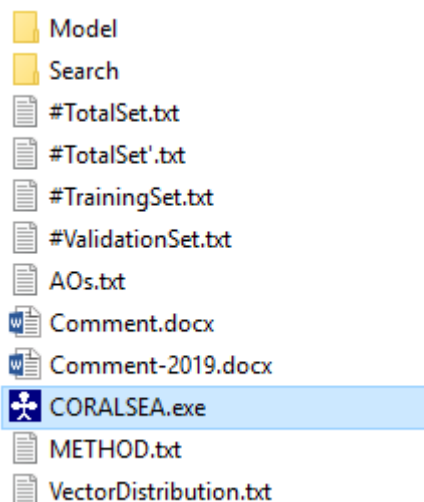 Model
Search
#TotalSet.txt
#TotalSet'.txt
#TrainingSet.txt
#ValidationSet.txt
AOs.txt
Comment.docx
Comment-2019.docx
CORALSEA.exe
METHOD.txt
VectorDistribution.txt